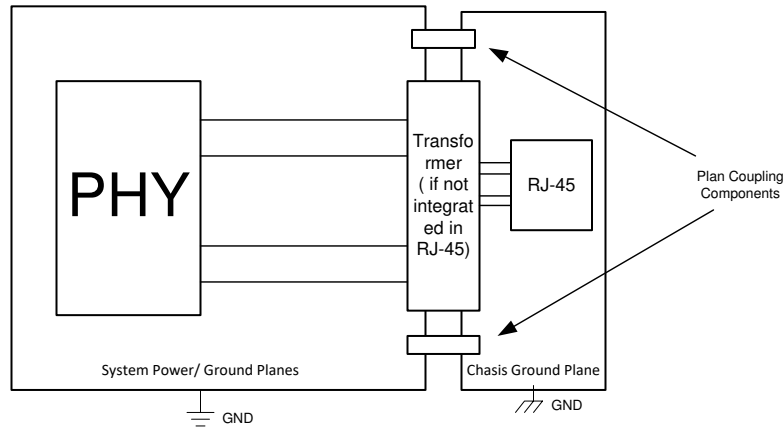 PHY
Transfo
rmer
( if not
integrat
ed in
RJ-45)
RJ-45
Plan Coupling
Components
System Power/ Ground Planes
Chasis Ground Plane
GND
GND